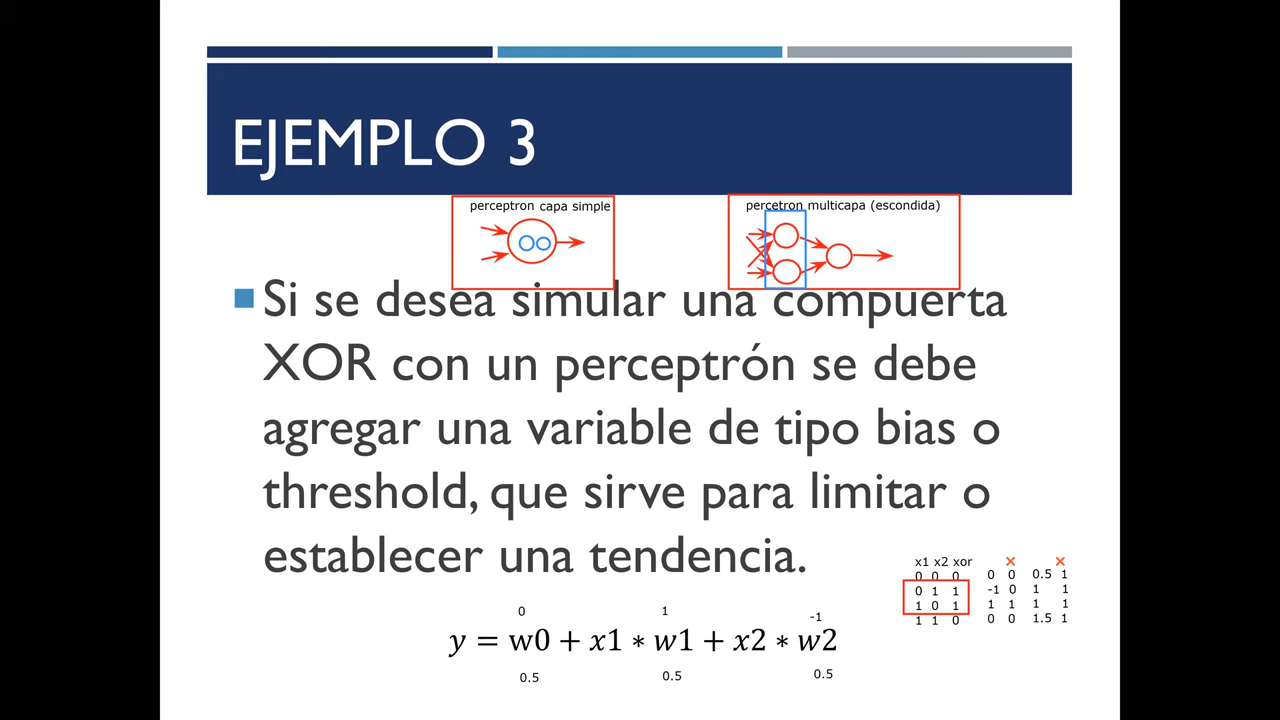 EJEMPLO 3
perceptron capa simple
percetron multicapa (escondida)
Si se desea simular una compuerta
XOR con un perceptrón se debe
agregar una variable de tipo bias o
threshold, que sirve para limitar o
establecer una tendencia.
x1 x2 xor × ×
0 0 0 0 0 0.5 1
0 1 1 -1 0 1 1
1 0 1 1 1 1 1
1 1 0 0 0 1.5 1
0 1 -1
y = w0 + x1 * w1 + x2 * w2
0.5 0.5 0.5